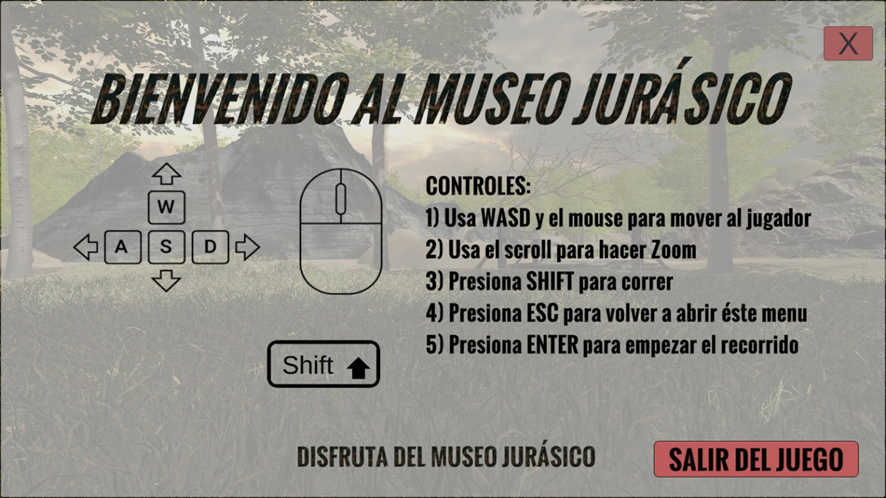 X
BIENVENIDO AL MUSEO JURÁSICO
W
A S D
Shift
CONTROLES:
1) Usa WASD y el mouse para mover al jugador
2) Usa el scroll para hacer Zoom
3) Presiona SHIFT para correr
4) Presiona ESC para volver a abrir éste menu
5) Presiona ENTER para empezar el recorrido
DISFRUTA DEL MUSEO JURÁSICO
SALIR DEL JUEGO